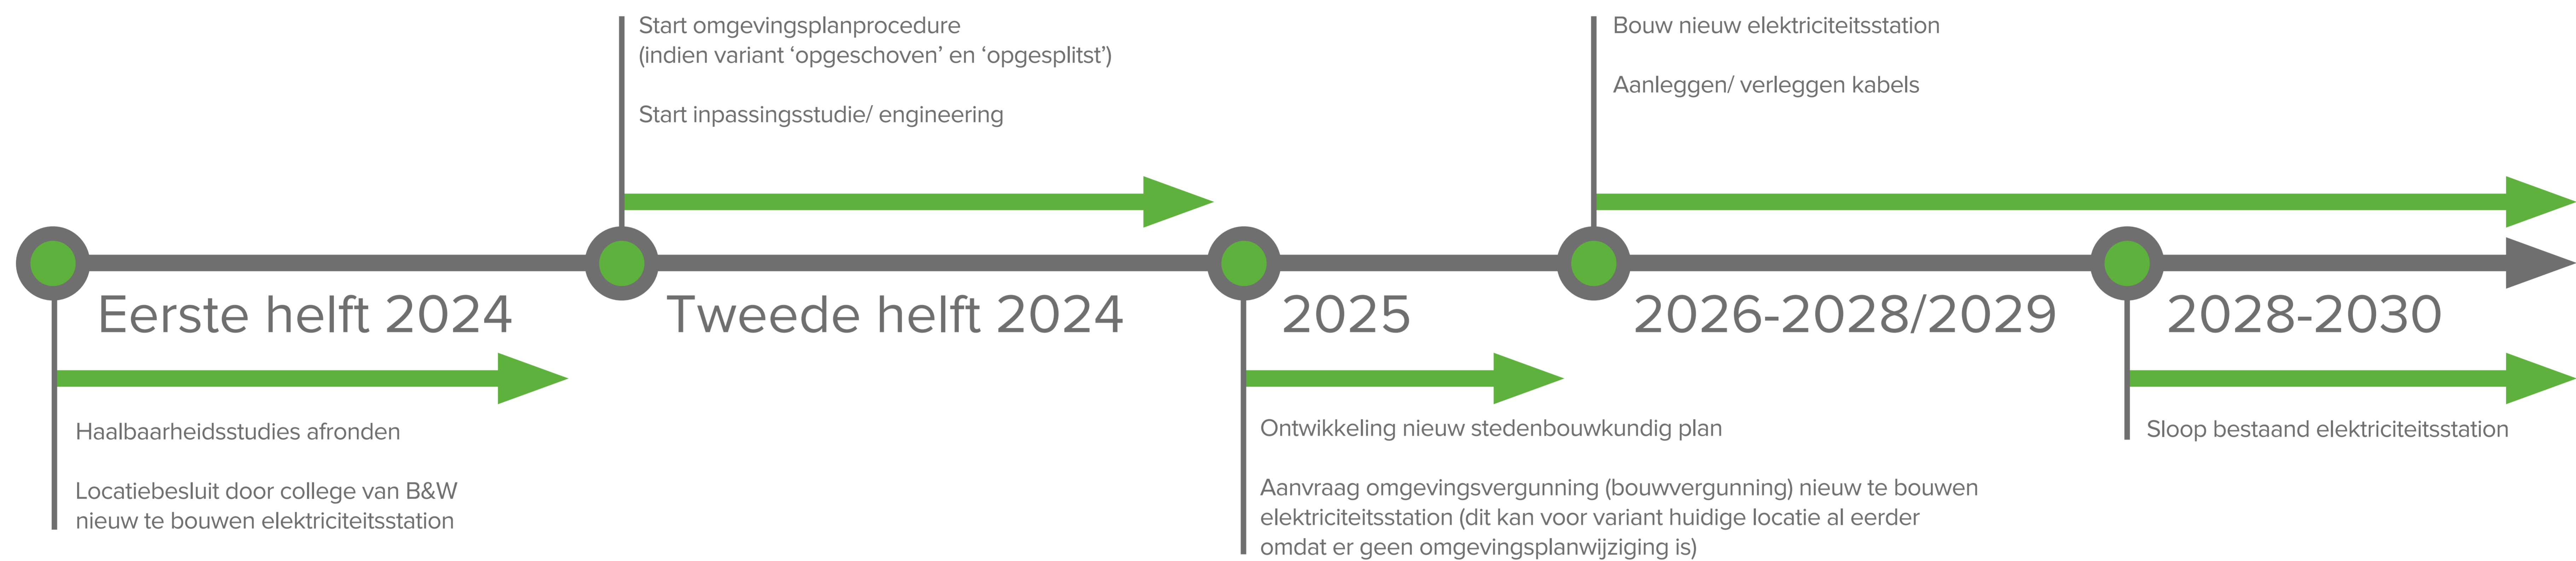 Start omgevingsplanprocedure
(indien variant ‘opgeschoven’ en ‘opgesplitst’)
Start inpassingsstudie/ engineering
Bouw nieuw elektriciteitsstation
Aanleggen/ verleggen kabels
Eerste helft 2024
Tweede helft 2024
2025
2026-2028/2029
2028-2030
Haalbaarheidsstudies afronden
Locatiebesluit door college van B&W
nieuw te bouwen elektriciteitsstation
Ontwikkeling nieuw stedenbouwkundig plan
Aanvraag omgevingsvergunning (bouwvergunning) nieuw te bouwen
elektriciteitsstation (dit kan voor variant huidige locatie al eerder
omdat er geen omgevingsplanwijziging is)
Sloop bestaand elektriciteitsstation